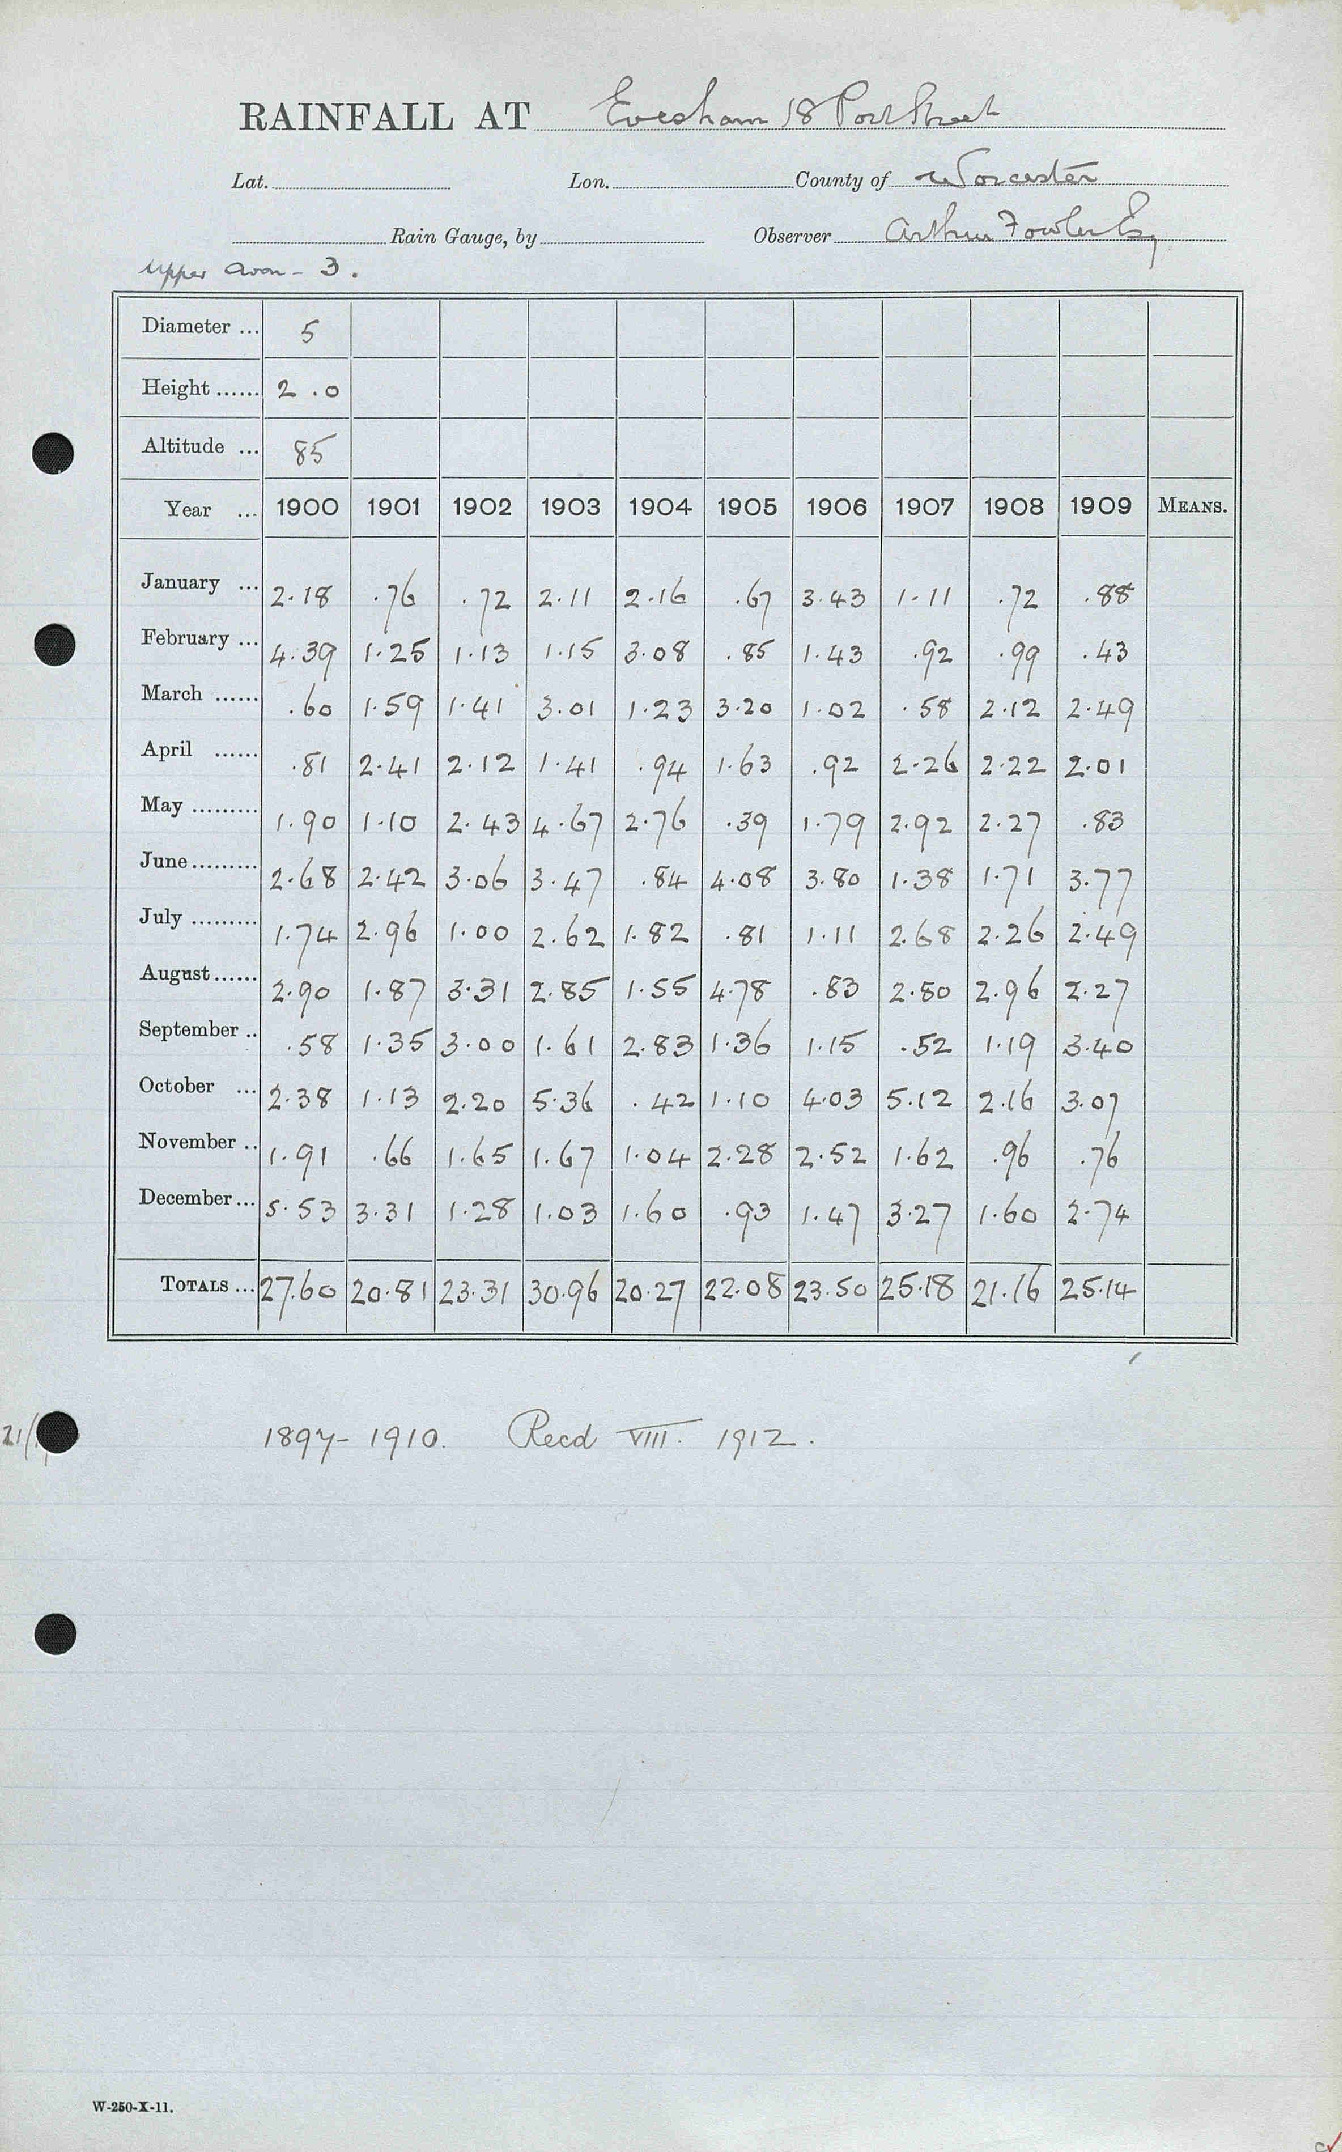 RAINFALL AT Evesham 18 Port Street
Lat. Lon. County of Worcester
Rain Gauge, by Observer Arthur Fowler Esq
Upper Avon - 3.
Diameter ... 5
Height ...... 2.0
Altitude ... 85
Year ... 1900 1901 1902 1903 1904 1905 1906 1907 1908 1909 MEANS.
January ... 2.18 .76 .72 2.11 2.16 .67 3.43 1.11 .72 .88
February ... 4.39 1.25 1.13 1.15 3.08 .85 1.43 .92 .99 .43
March ...... .60 1.59 1.41 3.01 1.23 3.20 1.02 .58 2.12 2.49
April ...... .81 2.41 2.12 1.41 .94 1.63 .92 2.26 2.22 2.01
May ......... 1.90 1.10 2.43 4.67 2.76 .39 1.79 2.92 2.27 .83
June ......... 2.68 2.42 3.06 3.47 .84 4.08 3.80 1.38 1.71 3.77
July ......... 1.74 2.96 1.00 2.62 1.82 .81 1.11 2.68 2.26 2.49
August ...... 2.90 1.87 3.31 2.85 1.55 4.78 .83 2.80 2.96 2.27
September .. .58 1.35 3.00 1.61 2.83 1.36 1.15 .52 1.19 3.40
October ... 2.38 1.13 2.20 5.36 .42 1.10 4.03 5.12 2.16 3.07
November .. 1.91 .66 1.65 1.67 1.04 2.28 2.52 1.62 .96 .76
December ... 5.53 3.31 1.28 1.03 1.60 .93 1.47 3.27 1.60 2.74
TOTALS ... 27.60 20.81 23.31 30.96 20.27 22.08 23.50 25.18 21.16 25.14
1897-1910. Recd VIII. 1912.
W-250-X-11.